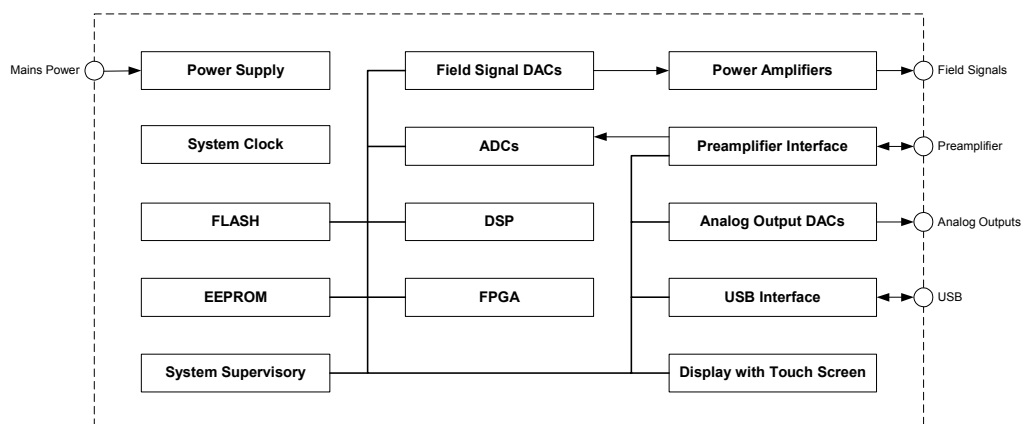 Mains Power
Power Supply
Field Signal DACs
Power Amplifiers
Field Signals
System Clock
ADCs
Preamplifier Interface
Preamplifier
FLASH
DSP
Analog Output DACs
Analog Outputs
EEPROM
FPGA
USB Interface
USB
System Supervisory
Display with Touch Screen